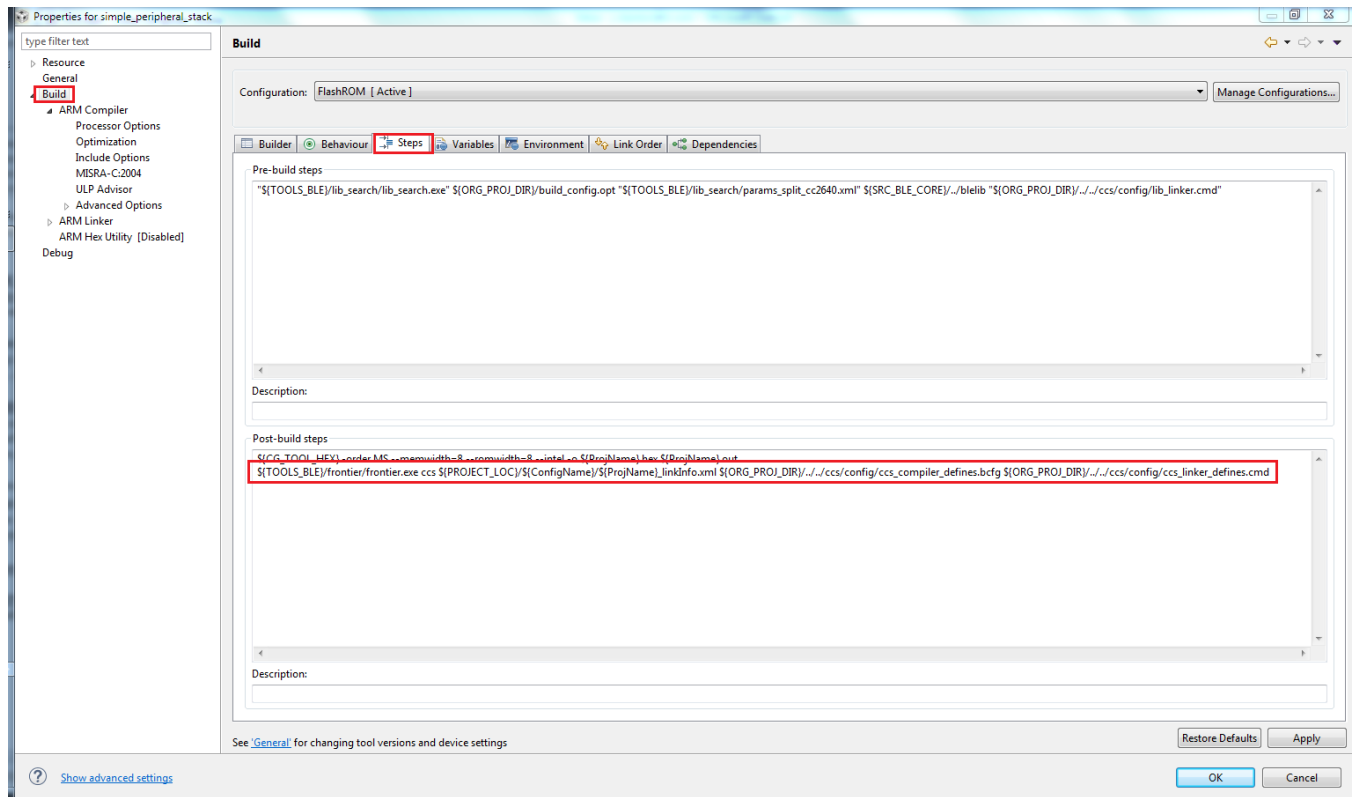 Properties for simple_peripheral_stack
type filter text
Resource
General
Build
ARM Compiler
Processor Options
Optimization
Include Options
MISRA-C:2004
ULP Advisor
Advanced Options
ARM Linker
ARM Hex Utility [Disabled]
Debug
Build
Configuration: FlashROM [ Active ] Manage Configurations...
Builder Behaviour Steps Variables Environment Link Order Dependencies
Pre-build steps
"${TOOLS_BLE}/lib_search/lib_search.exe" ${ORG_PROJ_DIR}/build_config.opt "${TOOLS_BLE}/lib_search/params_split_cc2640.xml" ${SRC_BLE_CORE}/../blelib "${ORG_PROJ_DIR}/../../ccs/config/lib_linker.cmd"
Description:
Post-build steps
${CG_TOOL_HEX} -order MS --memwidth=8 --romwidth=8 --intel -o ${ProjName}.hex ${ProjName}.out
${TOOLS_BLE}/frontier/frontier.exe ccs ${PROJECT_LOC}/${ConfigName}/${ProjName}_linkInfo.xml ${ORG_PROJ_DIR}/../../ccs/config/ccs_compiler_defines.bcfg ${ORG_PROJ_DIR}/../../ccs/config/ccs_linker_defines.cmd
Description:
See 'General' for changing tool versions and device settings
Restore Defaults Apply
? Show advanced settings
OK Cancel